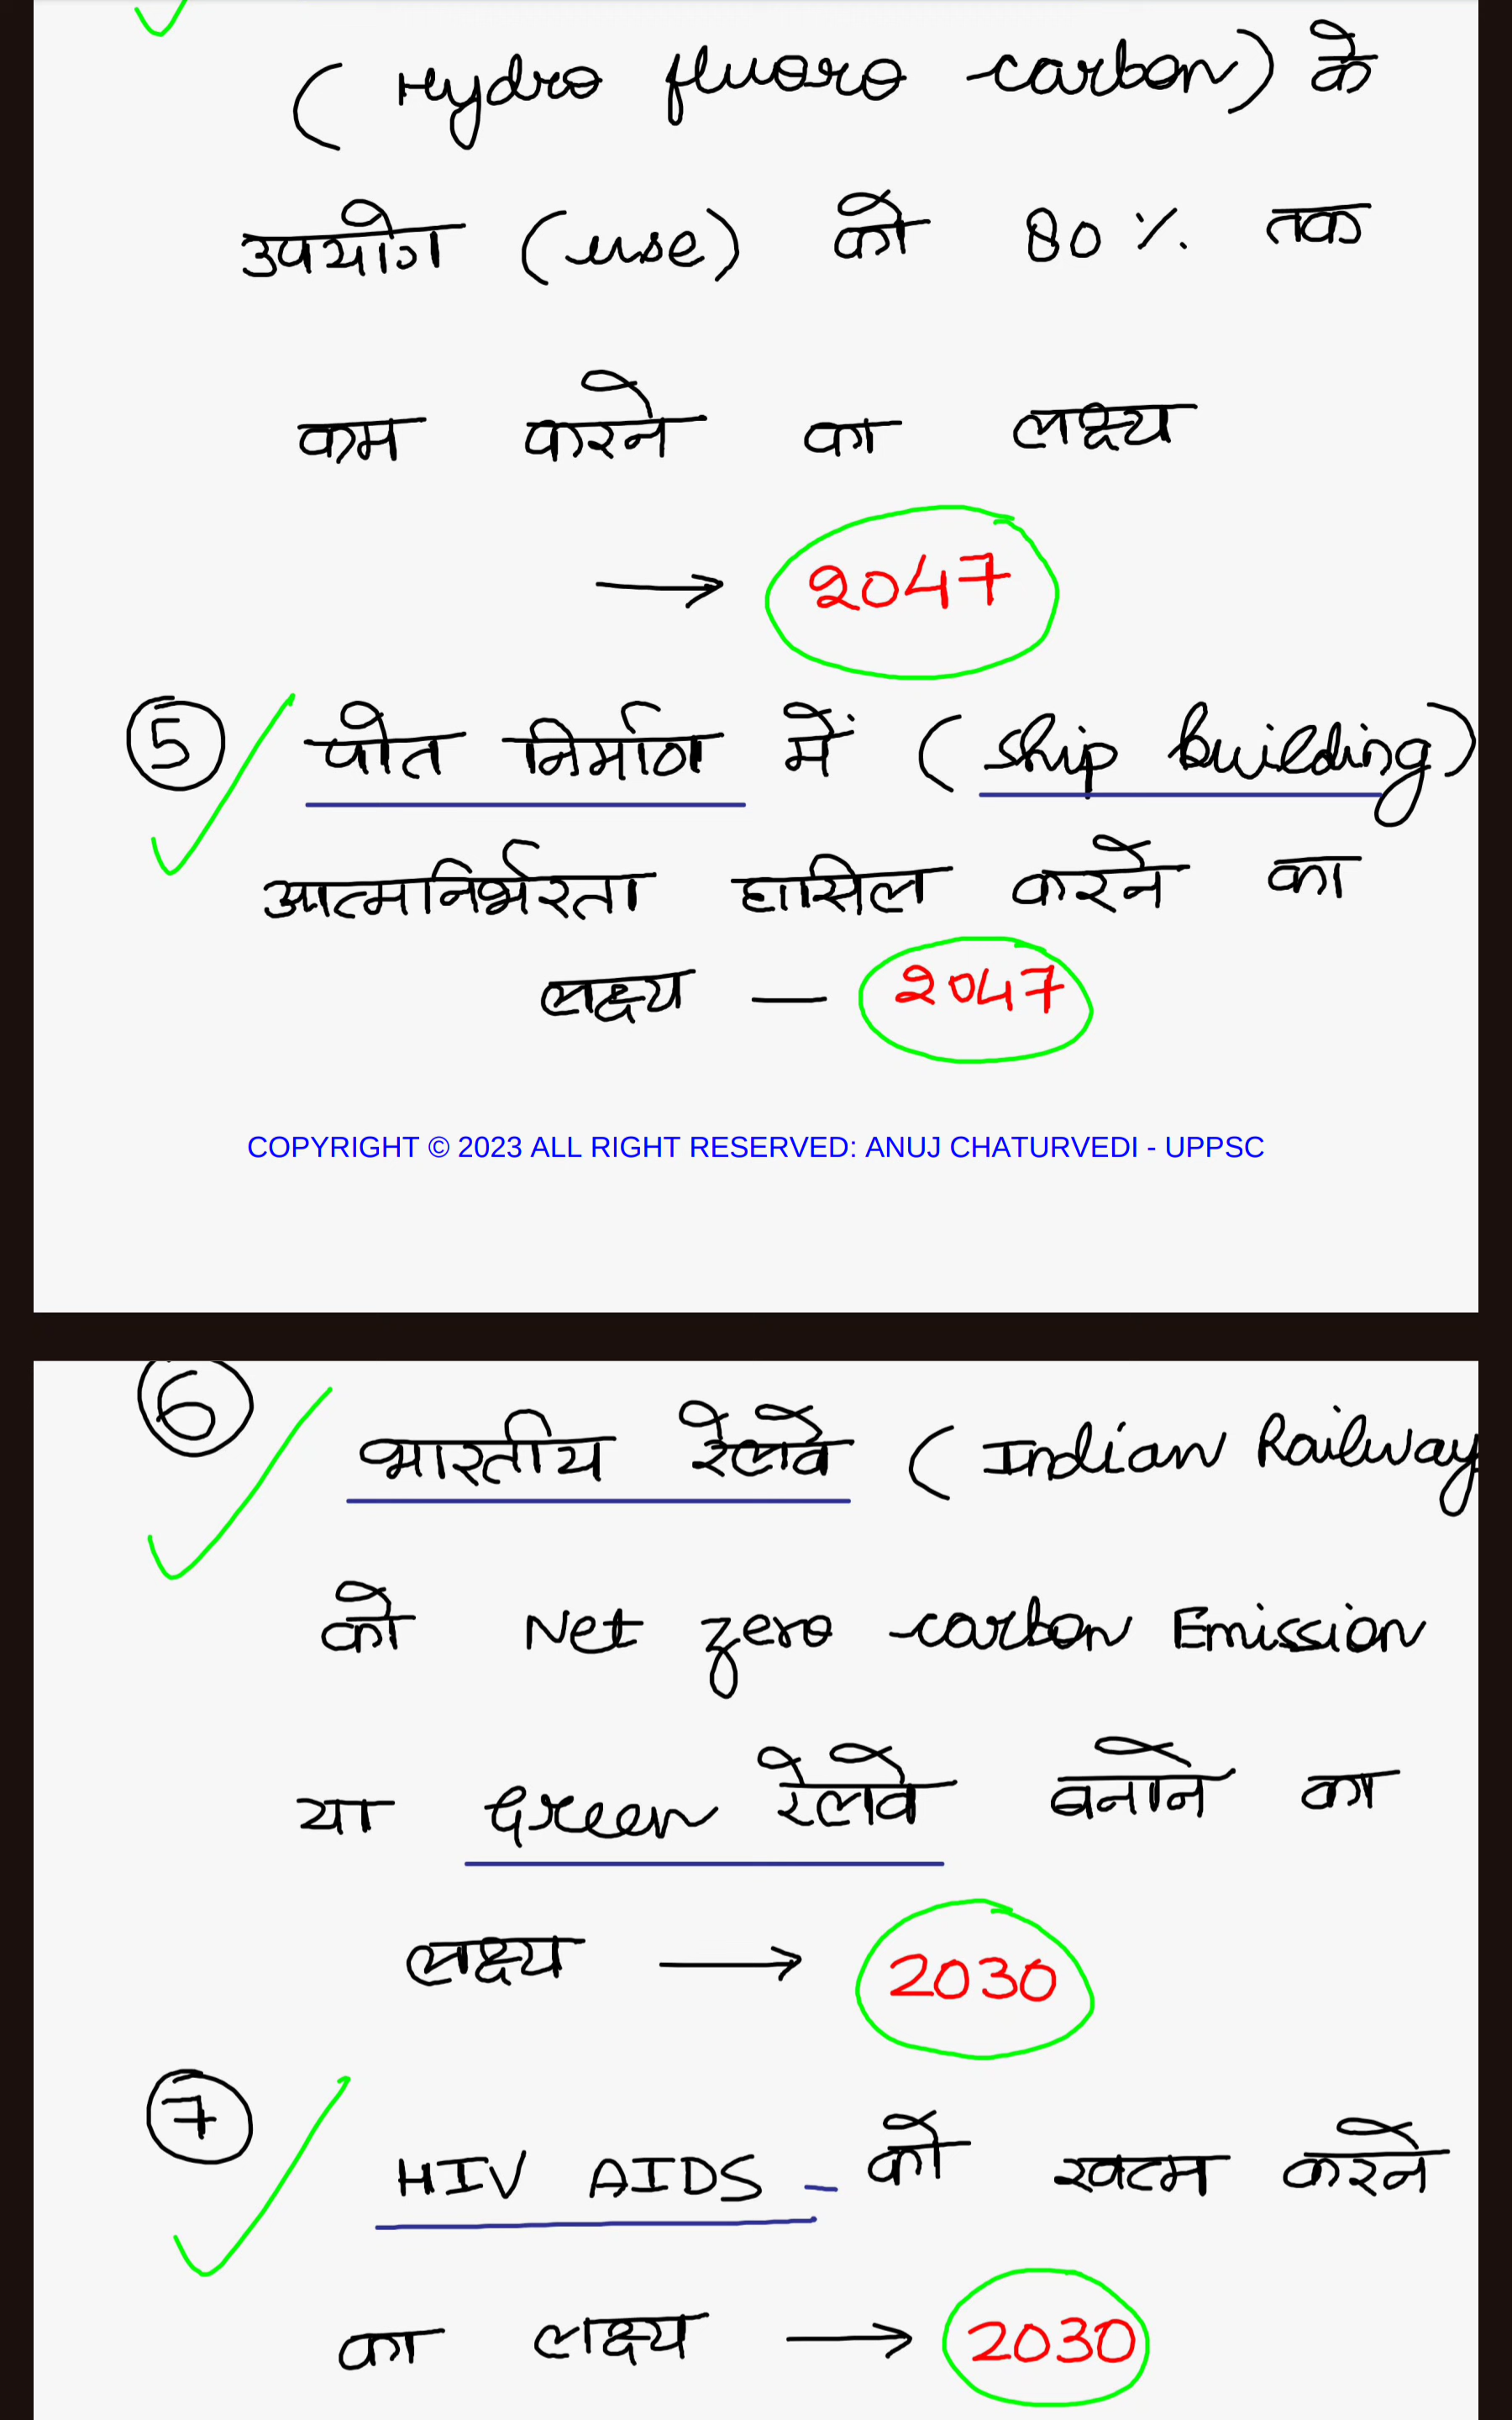 (Hydro fluoro carbon) के
उपयोग (use) को 80% तक
कम करने का लक्ष्य
→ 2047
5 पोत निर्माण में (Ship building)
आत्मनिर्भरता हासिल करने का
लक्ष्य — 2047
COPYRIGHT © 2023 ALL RIGHT RESERVED: ANUJ CHATURVEDI - UPPSC
6 भारतीय रेलवे (Indian Railway
को Net zero carbon Emission
या Green रेलवे बनाने का
लक्ष्य → 2030
7 HIV AIDS - को खत्म करने
का लक्ष्य → 2030